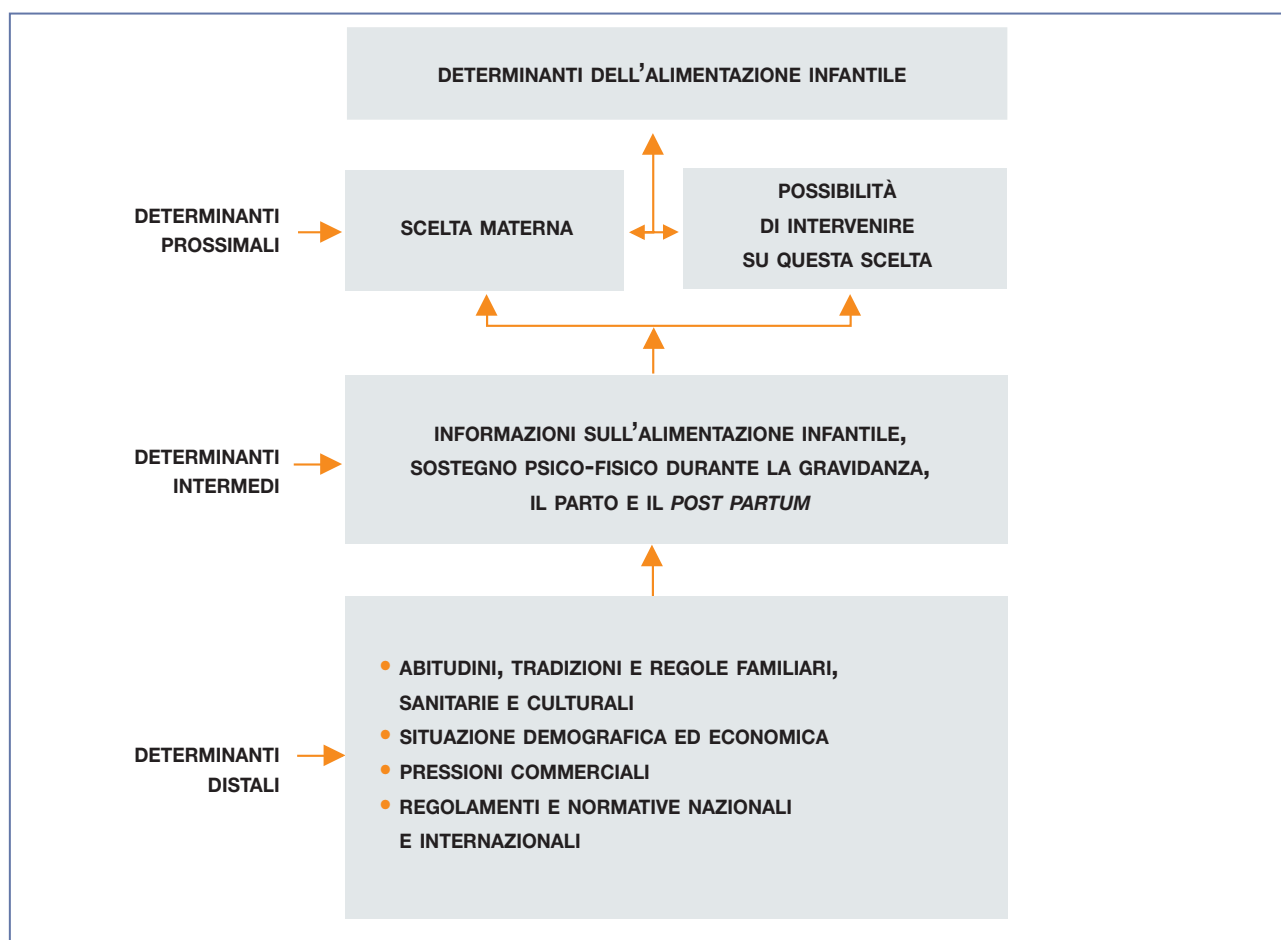 DETERMINANTI DELL'ALIMENTAZIONE INFANTILE
DETERMINANTI
PROSSIMALI
SCELTA MATERNA
POSSIBILITÀ
DI INTERVENIRE
SU QUESTA SCELTA
DETERMINANTI
INTERMEDI
INFORMAZIONI SULL'ALIMENTAZIONE INFANTILE,
SOSTEGNO PSICO-FISICO DURANTE LA GRAVIDANZA,
IL PARTO E IL POST PARTUM
DETERMINANTI
DISTALI
• ABITUDINI, TRADIZIONI E REGOLE FAMILIARI,
SANITARIE E CULTURALI
• SITUAZIONE DEMOGRAFICA ED ECONOMICA
• PRESSIONI COMMERCIALI
• REGOLAMENTI E NORMATIVE NAZIONALI
E INTERNAZIONALI